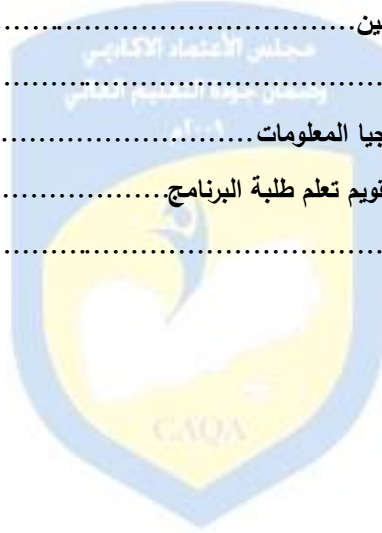 ين........................................
مجلس الاعتماد الاكاديمي
وضمان جودة التعليم العالي
........................................
جيا المعلومات..........................
قويم تعلم طلبة البرنامج..................
........................................
CAQA